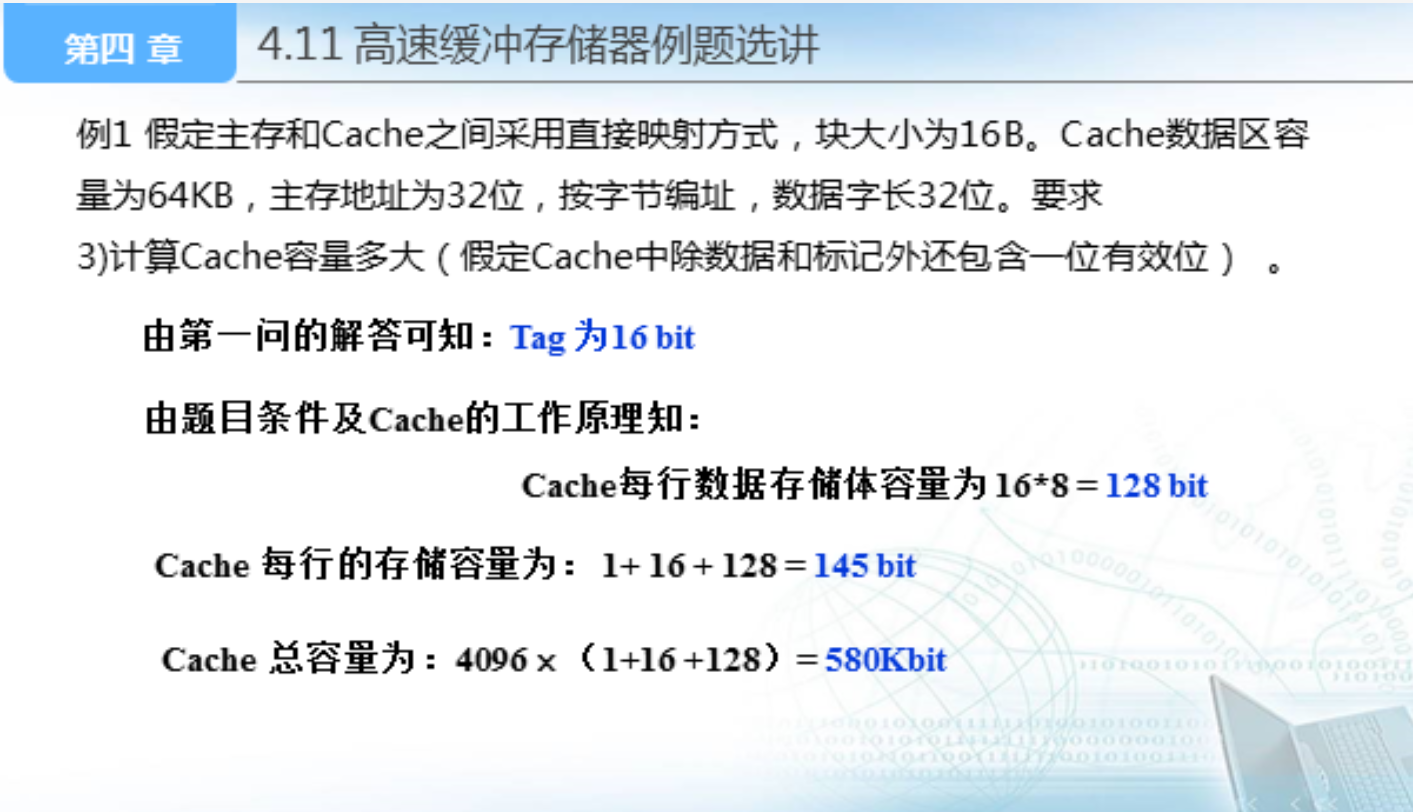 第四 章
4.11 高速缓冲存储器例题选讲
例1 假定主存和Cache之间采用直接映射方式，块大小为16B。Cache数据区容
量为64KB，主存地址为32位，按字节编址，数据字长32位。要求
3)计算Cache容量多大（假定Cache中除数据和标记外还包含一位有效位） 。
由第一问的解答可知：Tag 为16 bit
由题目条件及Cache的工作原理知：
Cache每行数据存储体容量为 16*8 = 128 bit
Cache 每行的存储容量为： 1+ 16 + 128 = 145 bit
Cache 总容量为：4096 × （1+16 +128）= 580Kbit